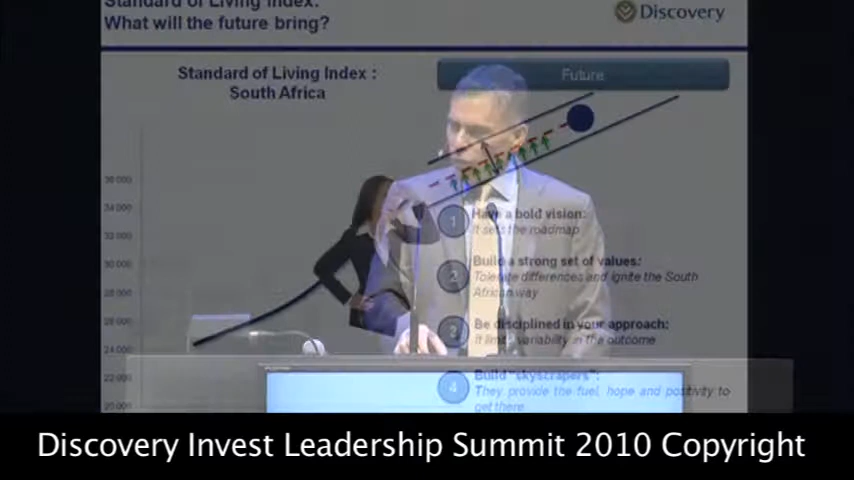 Standard of Living Index:
What will the future bring?
Discovery
Standard of Living Index :
South Africa
Future
36 000
34 000
32 000
30 000
28 000
26 000
24 000
22 000
20 000
1
Have a bold vision:
It sets the roadmap
2
Build a strong set of values:
Tolerate differences and ignite the South
African way
2
Be disciplined in your approach:
It limits variability in the outcome
4
Build "skyscrapers":
They provide the fuel, hope and positivity to
get there
Discovery Invest Leadership Summit 2010 Copyright